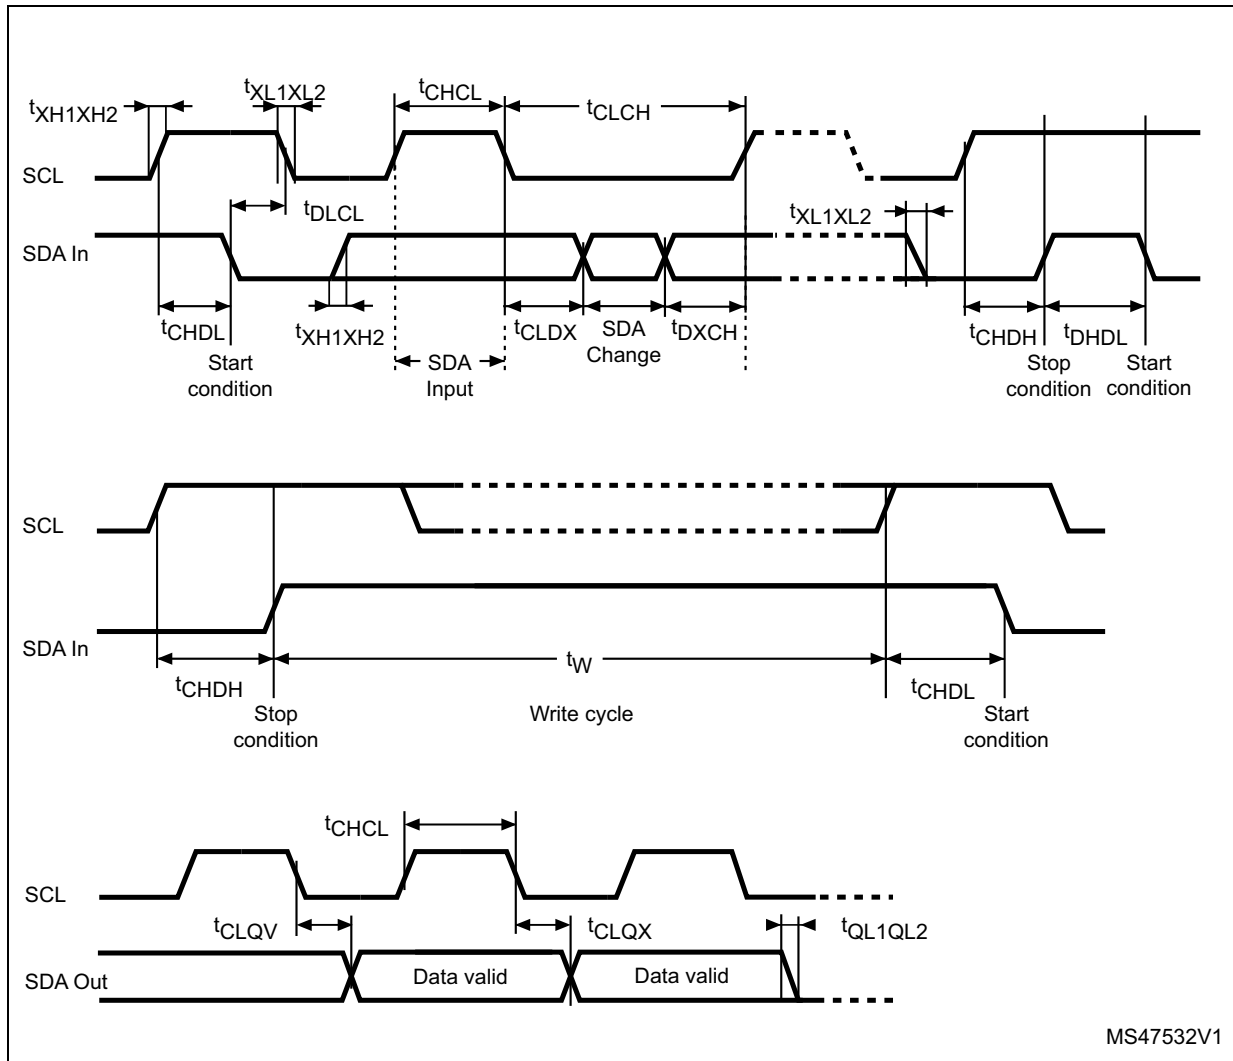 tXH1XH2
tXL1XL2
tCHCL
tCLCH
SCL
tDLCL
tXL1XL2
SDA In
tCHDL
tXH1XH2
tCLDX
SDA
Change
tDXCH
tCHDH
tDHDL
Start
condition
SDA
Input
Stop
condition
Start
condition
SCL
SDA In
tCHDH
tW
tCHDL
Stop
condition
Write cycle
Start
condition
tCHCL
SCL
tCLQV
tCLQX
tQL1QL2
SDA Out
Data valid
Data valid
MS47532V1